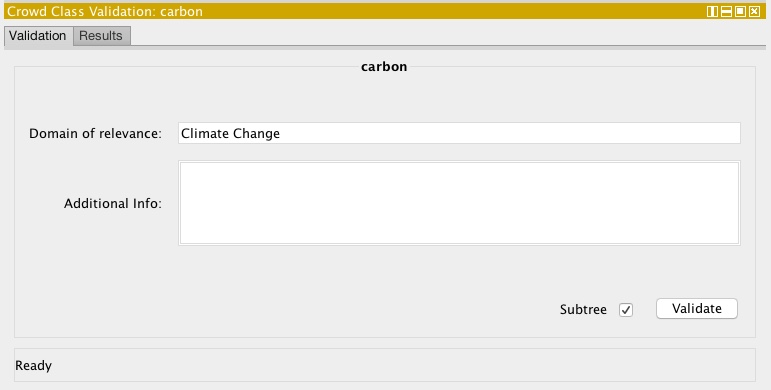 Crowd Class Validation: carbon
Validation Results
carbon
Domain of relevance: Climate Change
Additional Info:
Subtree Validate
Ready